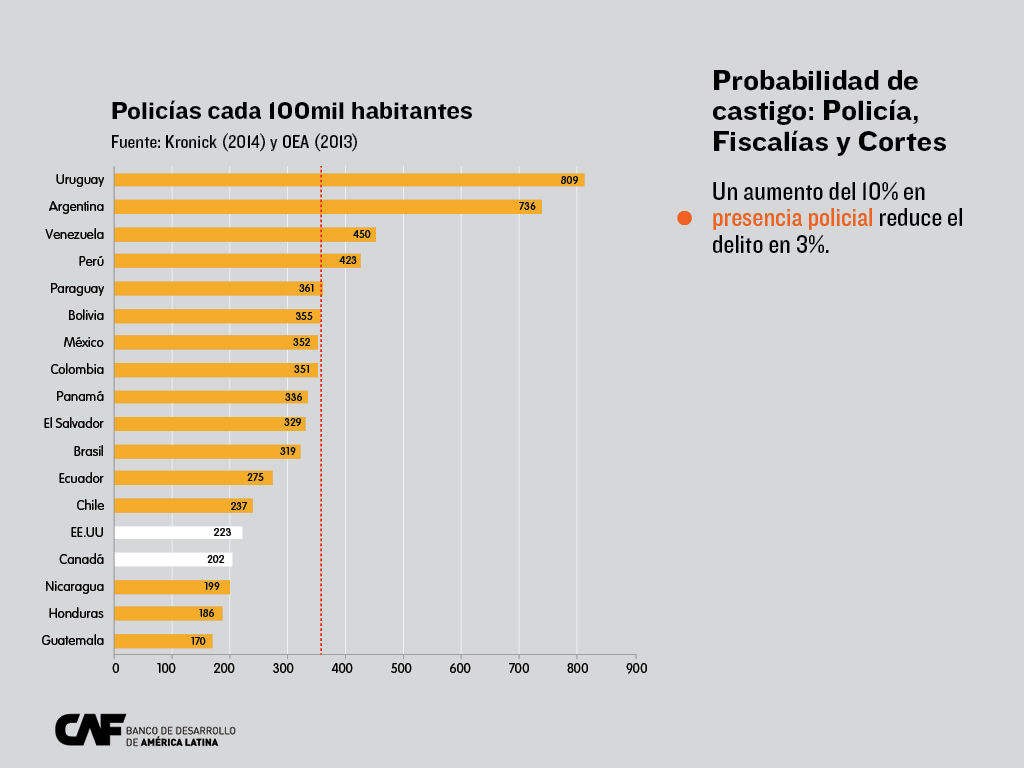 Policías cada 100mil habitantes
Fuente: Kronick (2014) y OEA (2013)
Uruguay 809
Argentina 736
Venezuela 450
Perú 423
Paraguay 361
Bolivia 355
México 352
Colombia 351
Panamá 336
El Salvador 329
Brasil 319
Ecuador 275
Chile 237
EE.UU 223
Canadá 202
Nicaragua 199
Honduras 186
Guatemala 170
0 100 200 300 400 500 600 700 800 900
Probabilidad de
castigo: Policía,
Fiscalías y Cortes
Un aumento del 10% en
presencia policial reduce el
delito en 3%.
CAF BANCO DE DESARROLLO
DE AMÉRICA LATINA